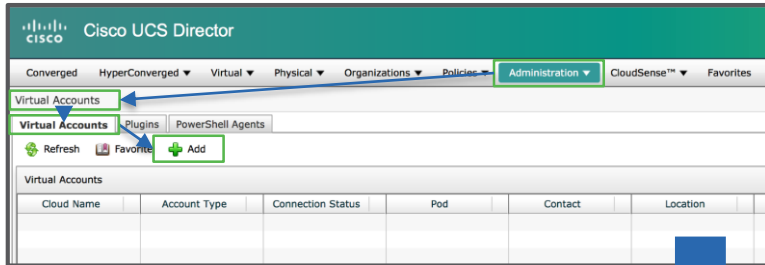 CISCO Cisco UCS Director
Converged HyperConverged ▼ Virtual ▼ Physical ▼ Organizations ▼ Policies ▼ Administration ▼ CloudSense™ ▼ Favorites
Virtual Accounts
Virtual Accounts Plugins PowerShell Agents
Refresh Favorite Add
Virtual Accounts
Cloud Name Account Type Connection Status Pod Contact Location